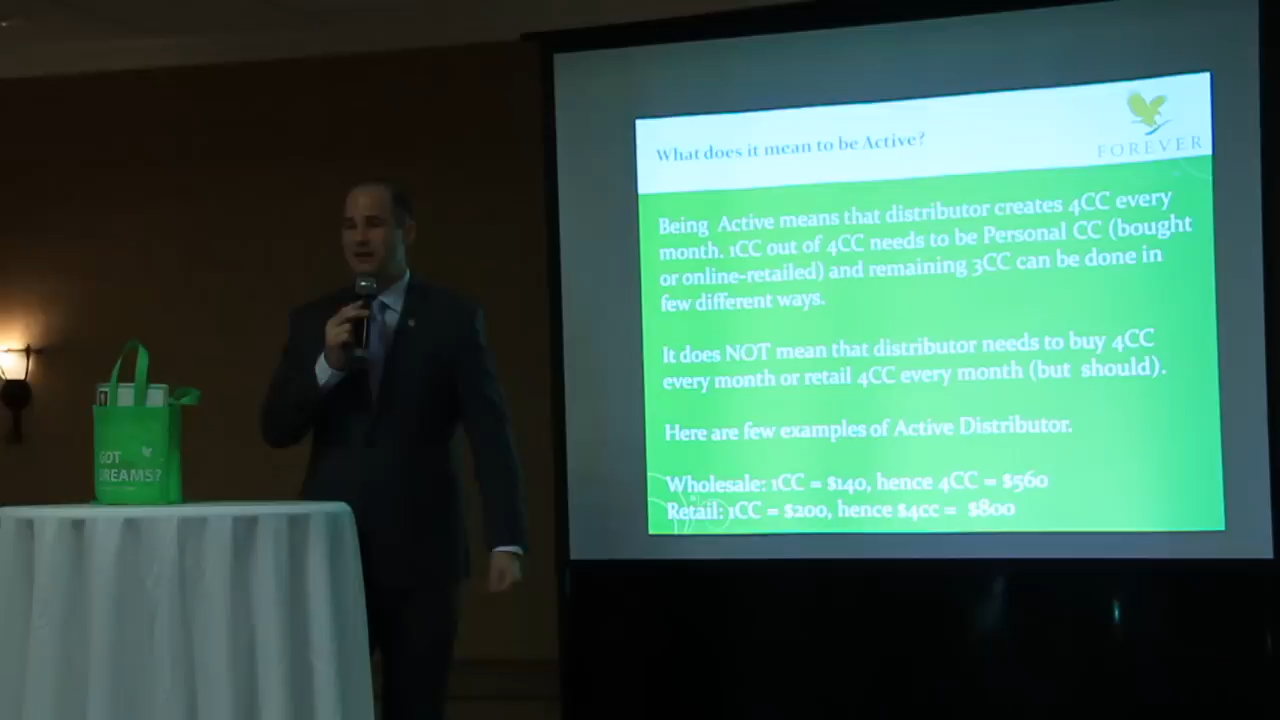 What does it mean to be Active?
FOREVER
Being Active means that distributor creates 4CC every
month. 1CC out of 4CC needs to be Personal CC (bought
or online-retailed) and remaining 3CC can be done in
few different ways.
It does NOT mean that distributor needs to buy 4CC
every month or retail 4CC every month (but should).
Here are few examples of Active Distributor.
Wholesale: 1CC = $140, hence 4CC = $560
Retail: 1CC = $200, hence $4cc = $800
GOT
DREAMS?